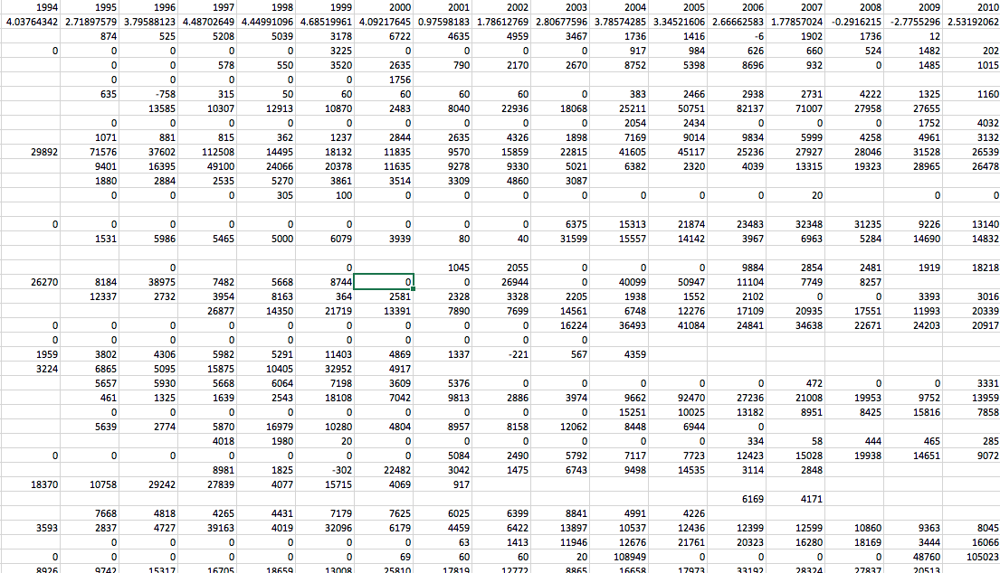 1994 1995 1996 1997 1998 1999 2000 2001 2002 2003 2004 2005 2006 2007 2008 2009 2010
4.03764342 2.71897579 3.79588123 4.48702649 4.44991096 4.68519961 4.09217645 0.97598183 1.78612769 2.80677596 3.78574285 3.34521606 2.66662583 1.77857024 -0.2916215 -2.7755296 2.53192062
874 525 5208 5039 3178 6722 4635 4959 3467 1736 1416 -6 1902 1736 12
0 0 0 0 0 3225 0 0 0 0 917 984 626 660 524 1482 202
0 0 578 550 3520 2635 790 2170 2670 8752 5398 8696 932 0 1485 1015
0 0 0 0 0 1756
635 -758 315 50 60 60 60 60 0 383 2466 2938 2731 4222 1325 1160
13585 10307 12913 10870 2483 8040 22936 18068 25211 50751 82137 71007 27958 27655
0 0 0 0 0 0 0 0 0 2054 2434 0 0 0 1752 4032
1071 881 815 362 1237 2844 2635 4326 1898 7169 9014 9834 5999 4258 4961 3132
29892 71576 37602 112508 14495 18132 11835 9570 15859 22815 41605 45117 25236 27927 28046 31528 26539
9401 16395 49100 24066 20378 11635 9278 9330 5021 6382 2320 4039 13315 19323 28965 26478
1880 2884 2535 5270 3861 3514 3309 4860 3087
0 0 0 305 100 0 0 0 0 0 0 0 20 0 0
0 0 0 0 0 0 0 0 0 6375 15313 21874 23483 32348 31235 9226 13140
1531 5986 5465 5000 6079 3939 80 40 31599 15557 14142 3967 6963 5284 14690 14832
0 0 1045 2055 0 0 0 9884 2854 2481 1919 18218
26270 8184 38975 7482 5668 8744 0 0 26944 0 40099 50947 11104 7749 8257
12337 2732 3954 8163 364 2581 2328 3328 2205 1938 1552 2102 0 0 3393 3016
26877 14350 21719 13391 7890 7699 14561 6748 12276 17109 20935 17551 11993 20339
0 0 0 0 0 0 0 0 0 16224 36493 41084 24841 34638 22671 24203 20917
0 0 0 0 0 0 0 0 0 0
1959 3802 4306 5982 5291 11403 4869 1337 -221 567 4359
3224 6865 5095 15875 10405 32952 4917
5657 5930 5668 6064 7198 3609 5376 0 0 0 0 0 472 0 0 3331
461 1325 1639 2543 18108 7042 9813 2886 3974 9662 92470 27236 21008 19953 9752 13959
0 0 0 0 0 0 0 0 0 15251 10025 13182 8951 8425 15816 7858
5639 2774 5870 16979 10280 4804 8957 8158 12062 8448 6944 0
4018 1980 20 0 0 0 0 0 0 334 58 444 465 285
0 0 0 0 0 0 0 5084 2490 5792 7117 7723 12423 15028 19938 14651 9072
8981 1825 -302 22482 3042 1475 6743 9498 14535 3114 2848
18370 10758 29242 27839 4077 15715 4069 917
6169 4171
7668 4818 4265 4431 7179 7625 6025 6399 8841 4991 4226
3593 2837 4727 39163 4019 32096 6179 4459 6422 13897 10537 12436 12399 12599 10860 9363 8045
0 0 0 0 0 0 63 1413 11946 12676 21761 20323 16280 18169 3444 16066
0 0 0 0 0 0 69 60 60 20 108949 0 0 0 0 48760 105023
8926 9742 15317 16705 18659 13008 25810 17819 12772 8865 16658 17973 33192 28324 27837 20513